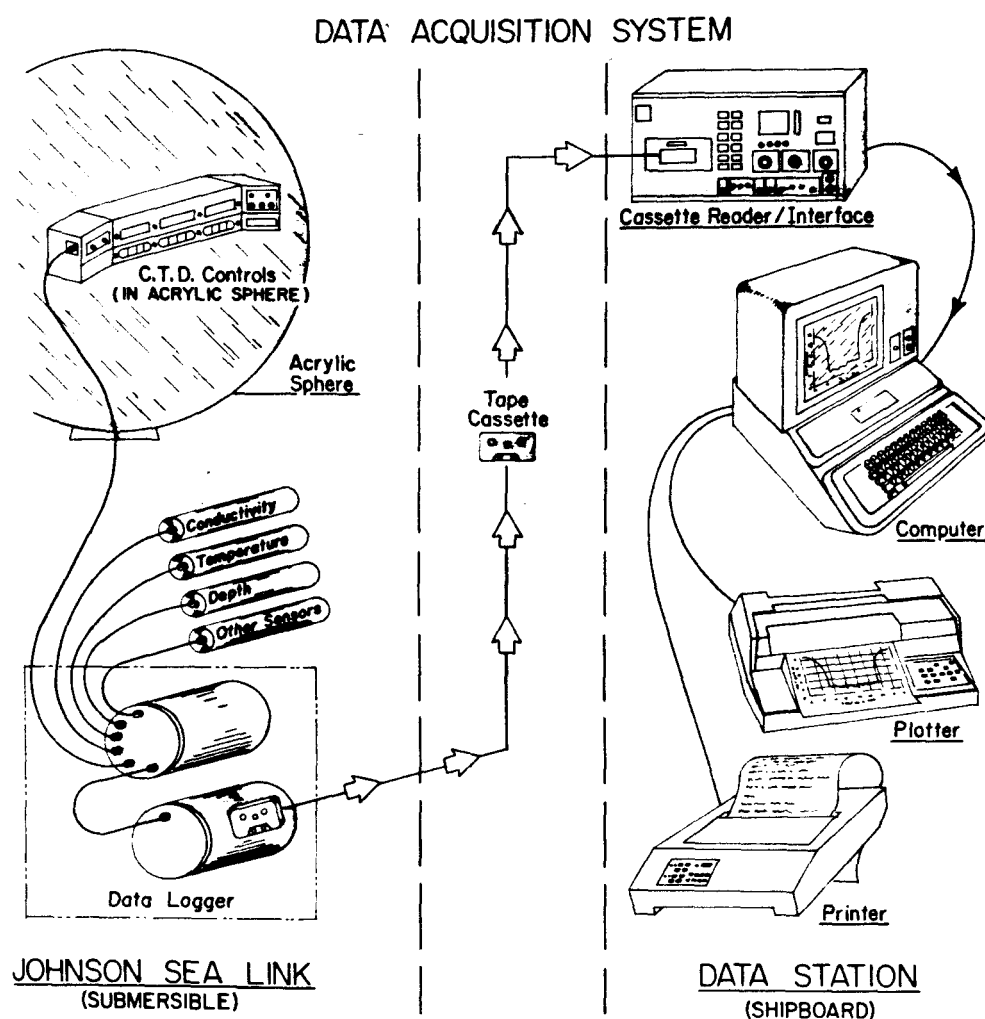 DATA ACQUISITION SYSTEM
C.T.D. Controls
(IN ACRYLIC SPHERE)
Acrylic
Sphere
Conductivity
Temperature
Depth
Other Sensors
Data Logger
JOHNSON SEA LINK
(SUBMERSIBLE)
Tape
Cassette
Cassette Reader/Interface
Computer
Plotter
Printer
DATA STATION
(SHIPBOARD)